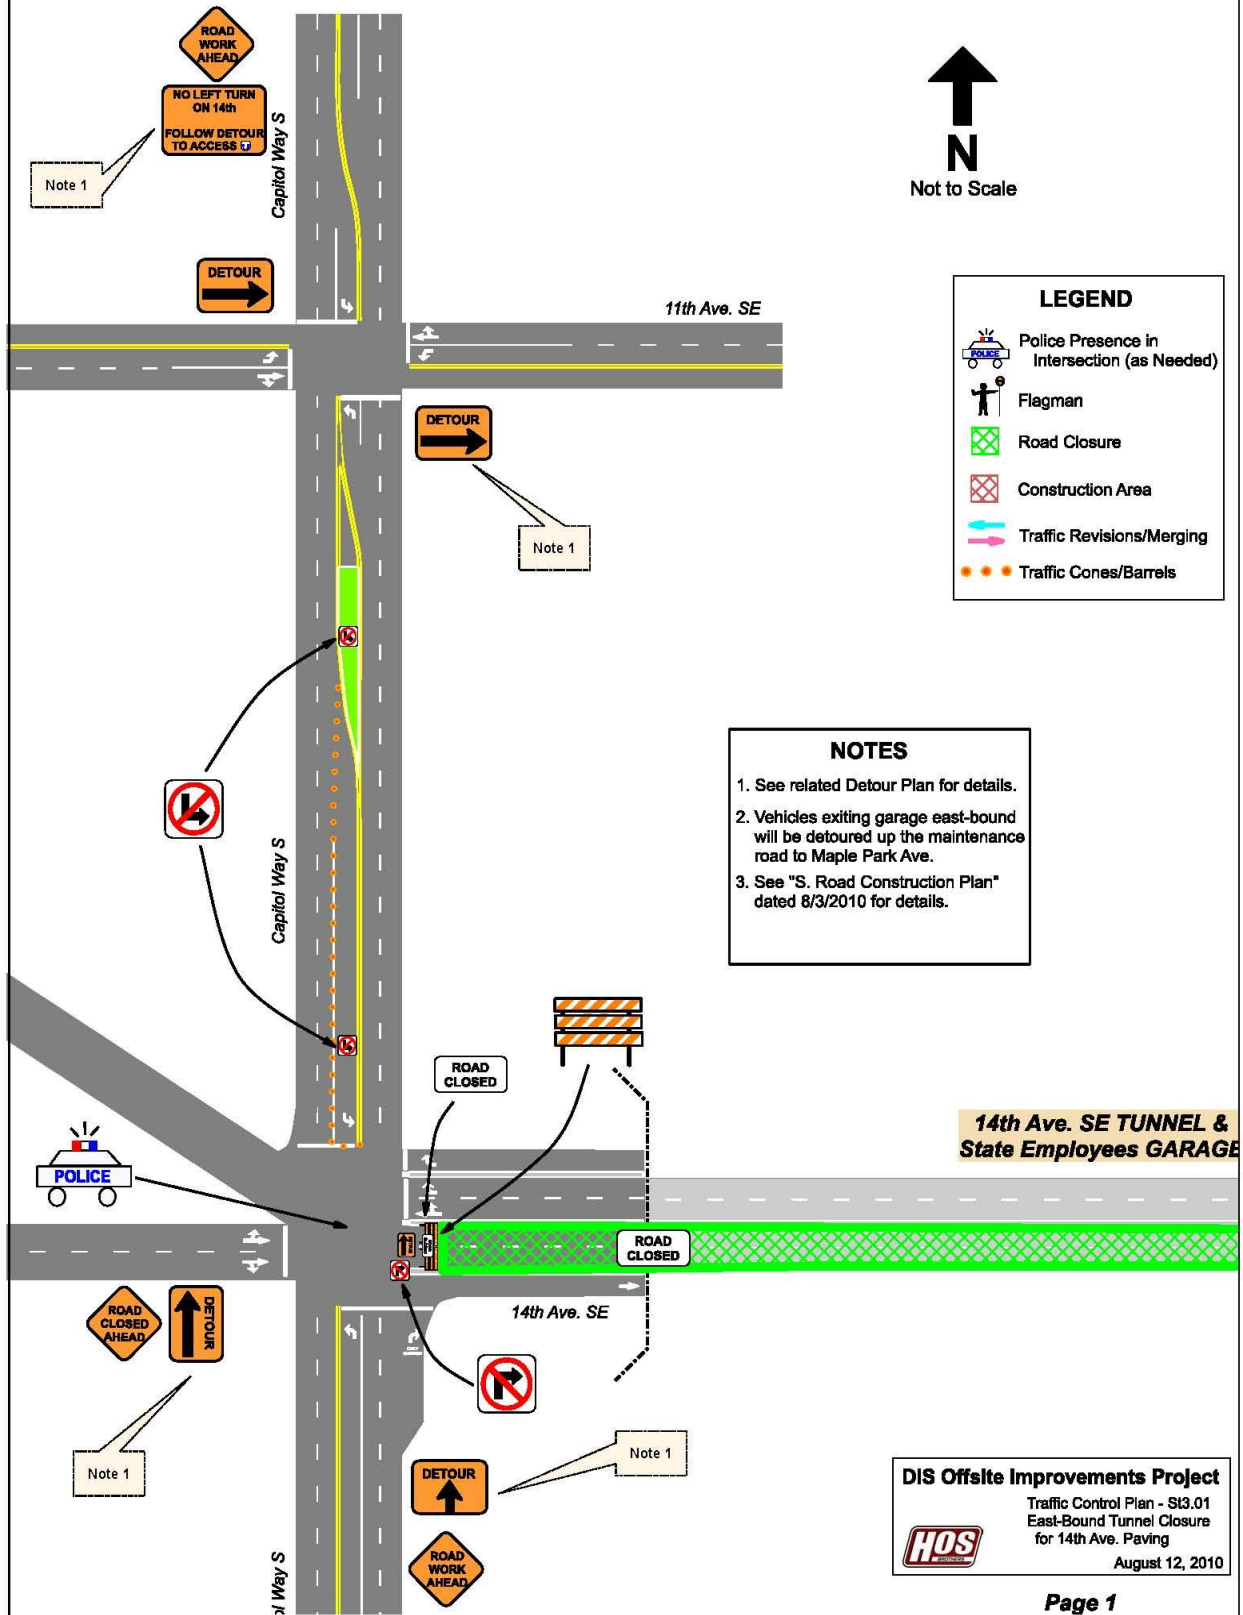 ROAD
WORK
AHEAD
NO LEFT TURN
ON 14th
FOLLOW DETOUR
TO ACCESS
Note 1
Capitol Way S
N
Not to Scale
DETOUR
11th Ave. SE
LEGEND
POLICE
Police Presence in
Intersection (as Needed)
Flagman
Road Closure
Construction Area
Traffic Revisions/Merging
Traffic Cones/Barrels
DETOUR
Note 1
NOTES
1. See related Detour Plan for details.
2. Vehicles exiting garage east-bound
will be detoured up the maintenance
road to Maple Park Ave.
3. See "S. Road Construction Plan"
dated 8/3/2010 for details.
Capitol Way S
ROAD
CLOSED
14th Ave. SE TUNNEL &
State Employees GARAGE
POLICE
ROAD
CLOSED
14th Ave. SE
ROAD
CLOSED
AHEAD
DETOUR
Note 1
DETOUR
Note 1
ROAD
WORK
AHEAD
ol Way S
DIS Offsite Improvements Project
Traffic Control Plan - St3.01
East-Bound Tunnel Closure
for 14th Ave. Paving
HOS
BROTHERS
August 12, 2010
Page 1